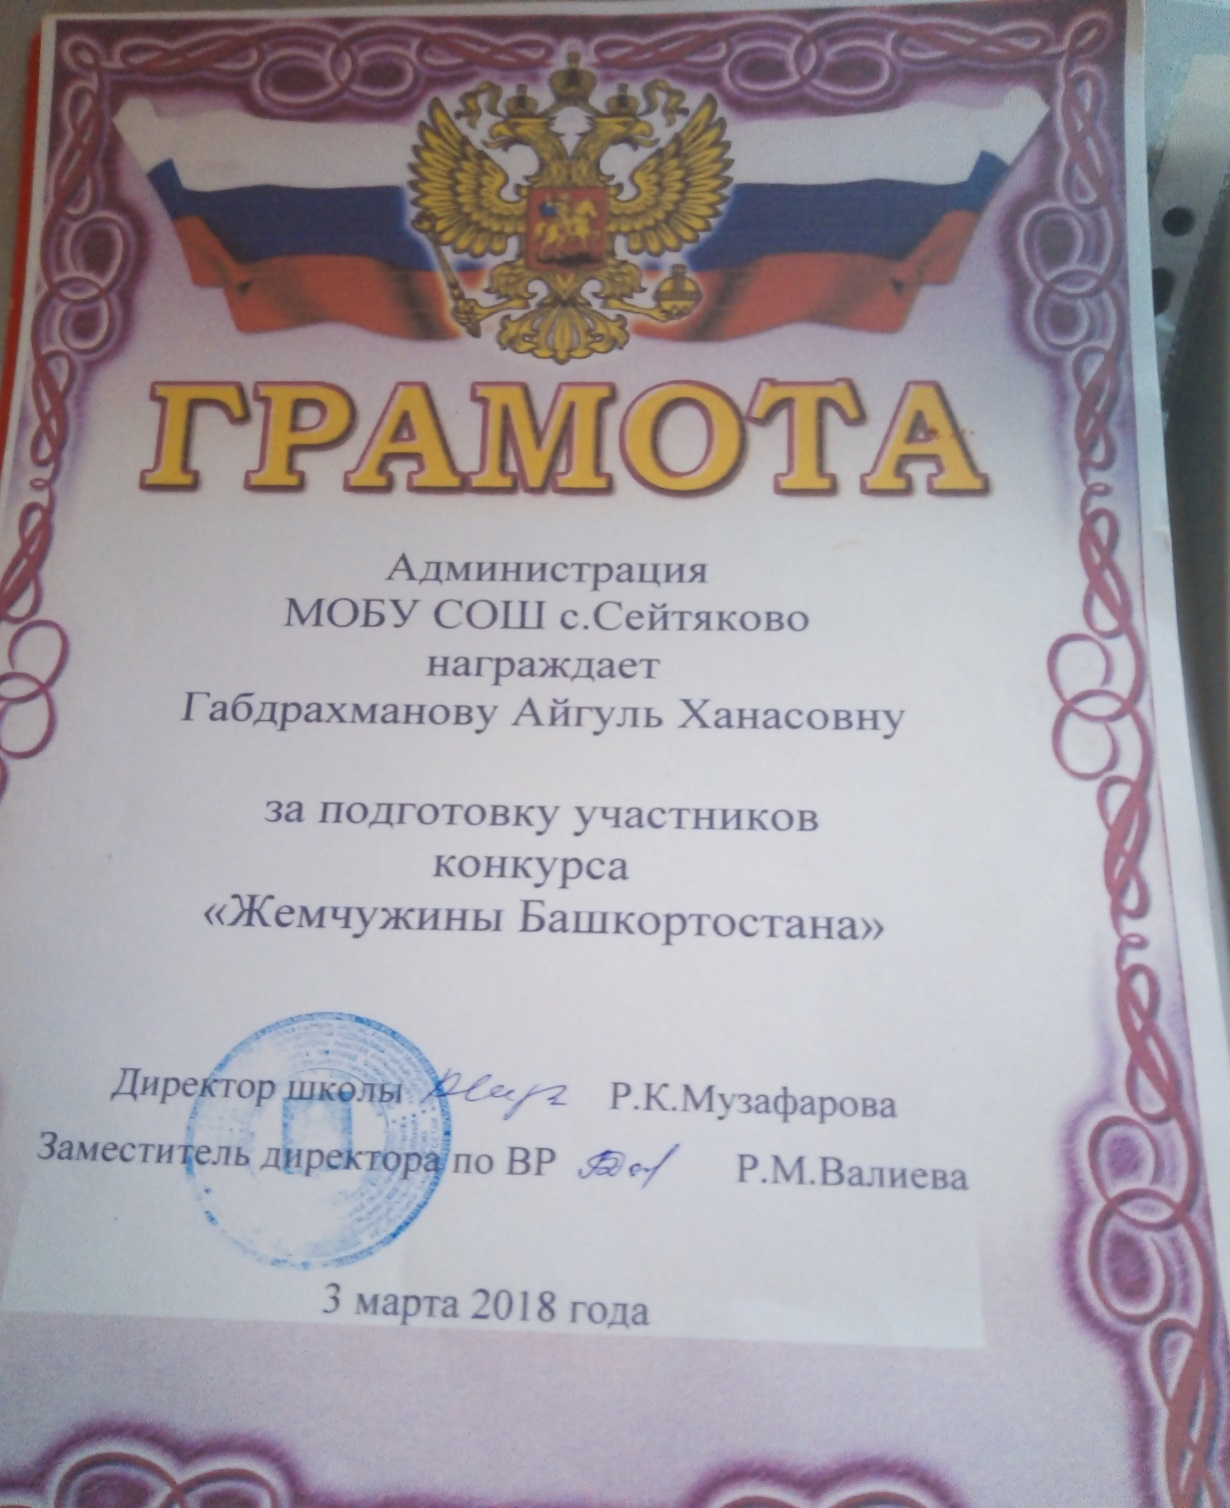 ГРАМОТА
Администрация
МОБУ СОШ с.Сейтяково
награждает
Габдрахманову Айгуль Ханасовну
за подготовку участников
конкурса
«Жемчужины Башкортостана»
Директор школы Р.К.Музафарова
Заместитель директора по ВР Р.М.Валиева
3 марта 2018 года